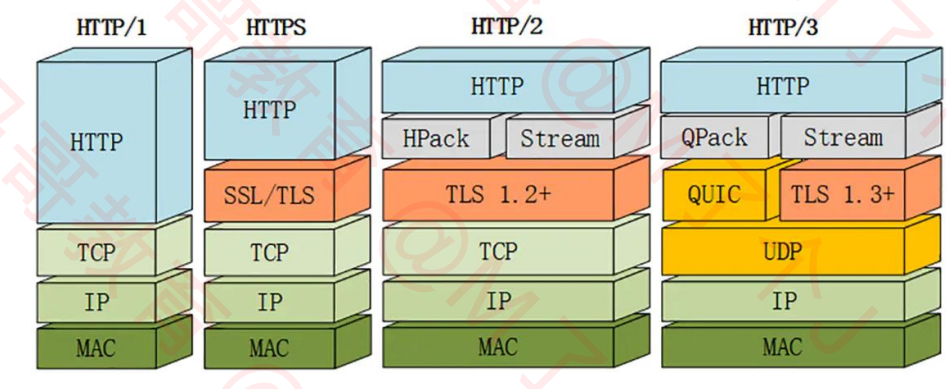 HTTP/1 HTTPS HTTP/2 HTTP/3
HTTP HTTP HTTP HTTP
HPack Stream QPack Stream
SSL/TLS TLS 1.2+ QUIC TLS 1.3+
TCP TCP TCP UDP
IP IP IP IP
MAC MAC MAC MAC